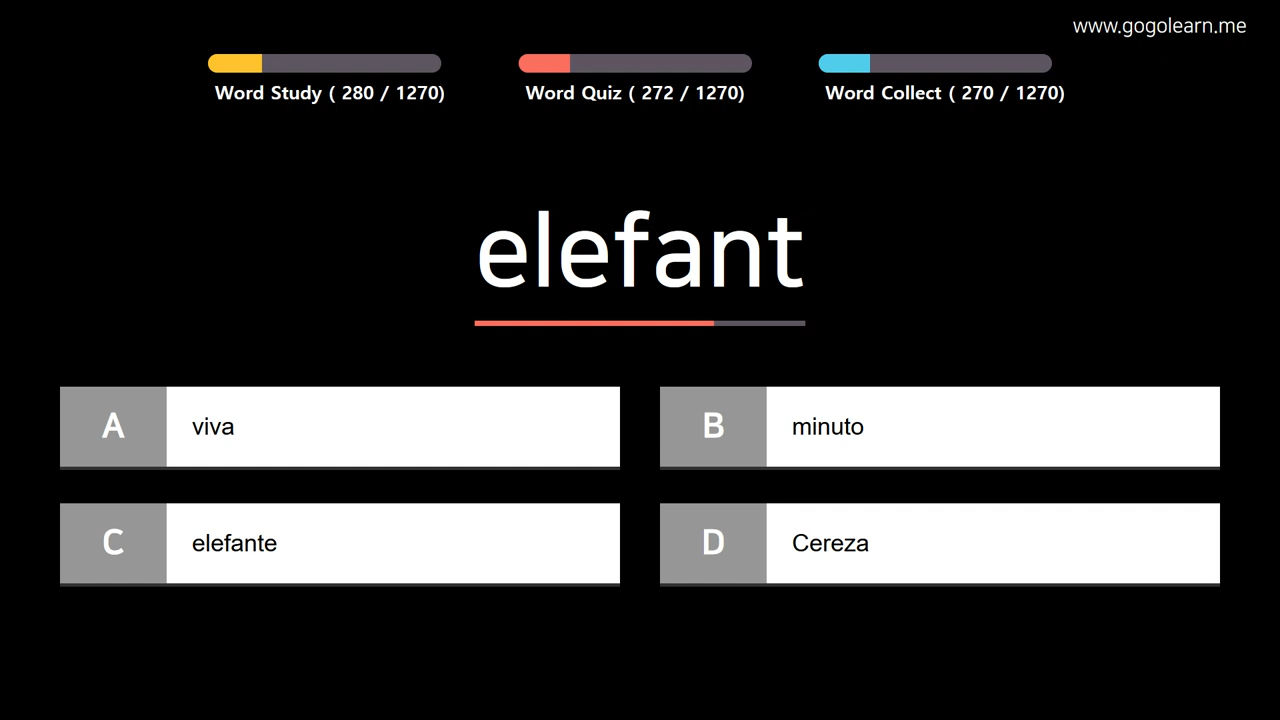 www.gogolearn.me
Word Study ( 280 / 1270)
Word Quiz ( 272 / 1270)
Word Collect ( 270 / 1270)
elefant
A
viva
B
minuto
C
elefante
D
Cereza